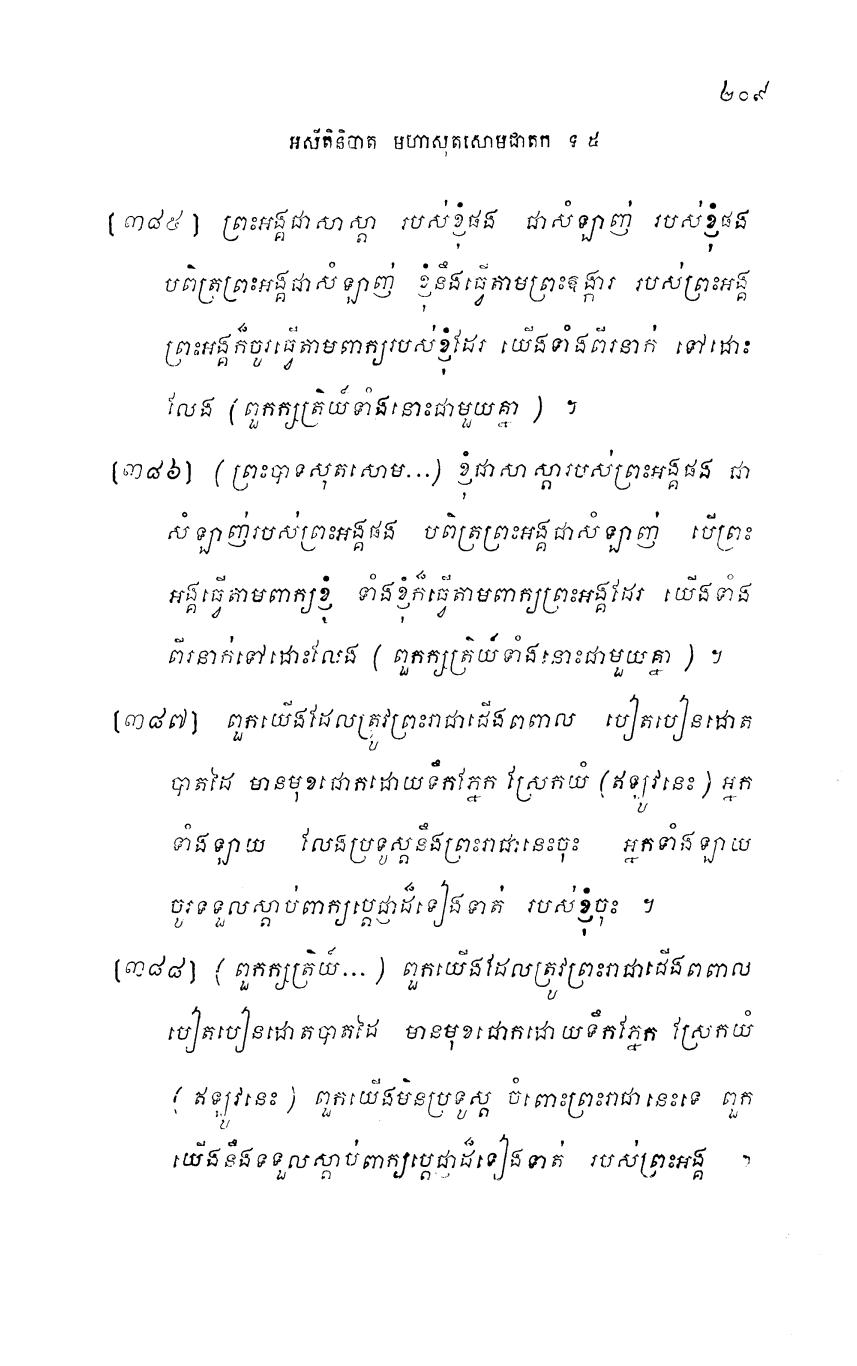 ២០៩
អសីតិនិបាត មហាសុតសោមជាតក ទ ៥
[៣៨៥] ព្រះអង្គជាសាស្តា របស់ខ្ញុំផង ជាសំឡាញ់ របស់ខ្ញុំផង
បពិត្រព្រះអង្គជាសំឡាញ់ ខ្ញុំនឹងធ្វើតាមព្រះឱង្ការ របស់ព្រះអង្គ
ព្រះអង្គក៏ចូរធ្វើតាមពាក្យរបស់ខ្ញុំដែរ យើងទាំងពីរនាក់ ទៅដោះ
លែង (ពួកក្សត្រិយ៍ទាំងនោះជាមួយគ្នា ) ។
[៣៨៦] (ព្រះបាទសុតសោម...) ខ្ញុំជាសាស្តារបស់ព្រះអង្គផង ជា
សំឡាញ់របស់ព្រះអង្គផង បពិត្រព្រះអង្គជាសំឡាញ់ បើព្រះ
អង្គធ្វើតាមពាក្យខ្ញុំ ទាំងខ្ញុំក៏ធ្វើតាមពាក្យព្រះអង្គដែរ យើងទាំង
ពីរនាក់ទៅដោះលែង ( ពួកក្សត្រិយ៍ទាំងនោះជាមួយគ្នា ) ។
[៣៨៧] ពួកយើងដែលត្រូវព្រះរាជាជើងពពាល បៀតបៀនដោត
បាតដៃ មានមុខជោកដោយទឹកភ្នែក ស្រែកយំ (ឥឡូវនេះ ) អ្នក
ទាំងឡាយ លែងប្រទូស្តនឹងព្រះរាជានេះចុះ អ្នកទាំងឡាយ
ចូរទទួលស្តាប់ពាក្យប្តេជ្ញាដ៏ទៀងទាត់ របស់ខ្ញុំចុះ ។
[៣៨៨] ( ពួកក្សត្រិយ៍... ) ពួកយើងដែលត្រូវព្រះរាជាជើងពពាល
បៀតបៀនដោតបាតដៃ មានមុខជោកដោយទឹកភ្នែក ស្រែកយំ
( ឥឡូវនេះ ) ពួកយើងមិនប្រទូស្ត ចំពោះព្រះរាជានេះទេ ពួក
យើងនឹងទទួលស្តាប់ពាក្យប្តេជ្ញាដ៏ទៀងទាត់ របស់ព្រះអង្គ ។